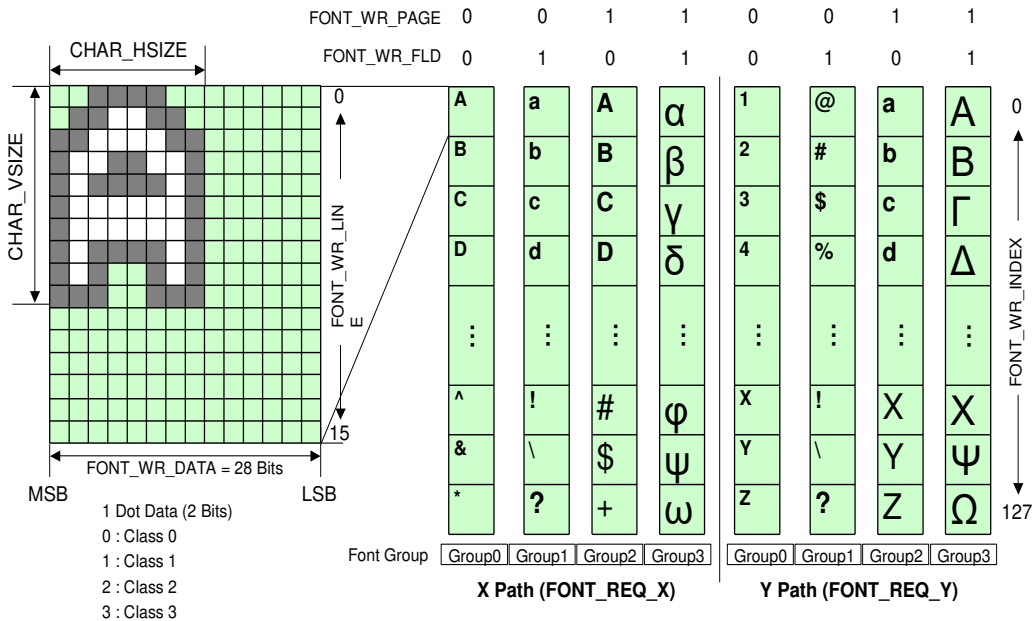 FONT_WR_PAGE 0 0 1 1 0 0 1 1
FONT_WR_FLD 0 1 0 1 0 1 0 1
CHAR_HSIZE
CHAR_VSIZE
0
FONT_WR_LIN
E
15
FONT_WR_DATA = 28 Bits
MSB LSB
1 Dot Data (2 Bits)
0 : Class 0
1 : Class 1
2 : Class 2
3 : Class 3
A a A α 1 @ a Α 0
B b B β 2 # b Β
C c C γ 3 $ c Γ
D d D δ 4 % d Δ
⋮ ⋮ ⋮ ⋮ ⋮ ⋮ ⋮ ⋮
FONT_WR_INDEX
^ ! # φ X ! X Χ
& \ $ ψ Y \ Y Ψ
* ? + ω Z ? Z Ω 127
Font Group Group0 Group1 Group2 Group3 Group0 Group1 Group2 Group3
X Path (FONT_REQ_X) Y Path (FONT_REQ_Y)